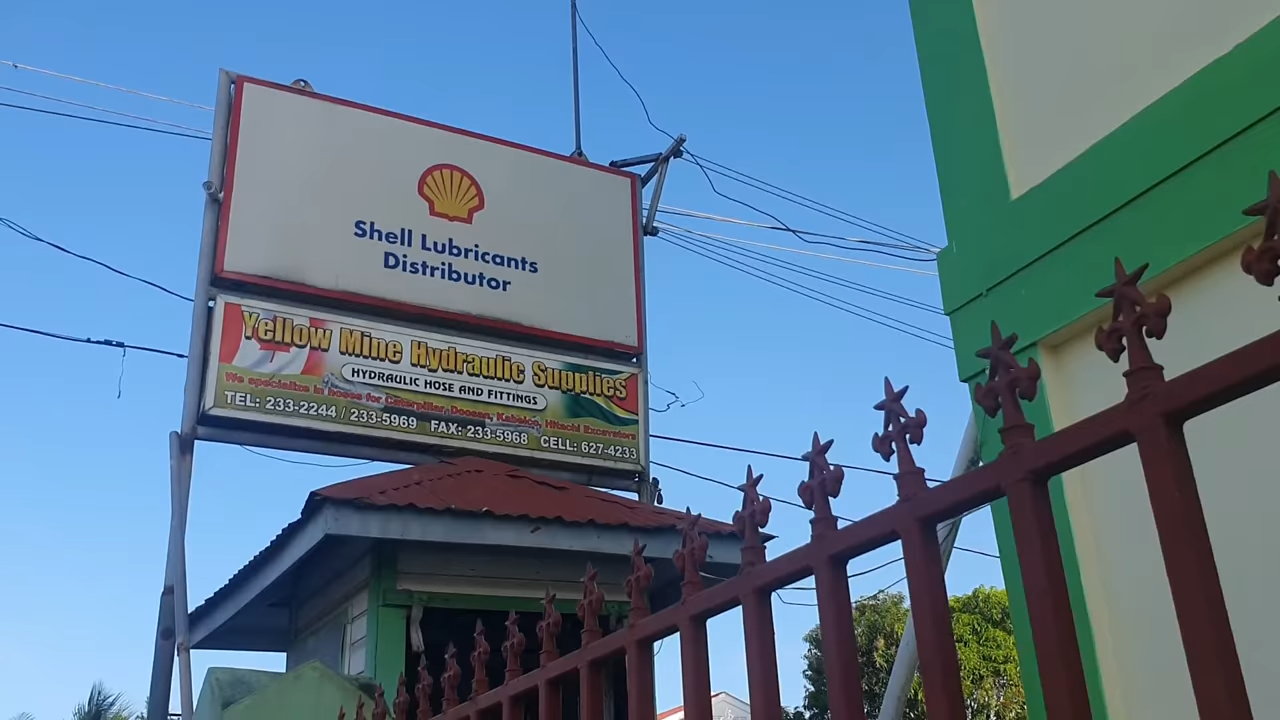 Shell Lubricants
Distributor
Yellow Mine Hydraulic Supplies
HYDRAULIC HOSE AND FITTINGS
We specialize in hoses for Caterpillar, Doosan, Kabelco, Hitachi Excavators
TEL: 233-2244 / 233-5969 FAX: 233-5968 CELL: 627-4233